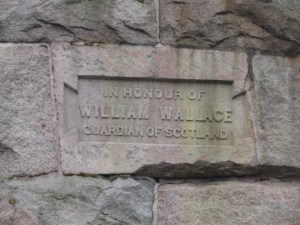 IN HONOUR OF
WILLIAM WALLACE
GUARDIAN OF SCOTLAND